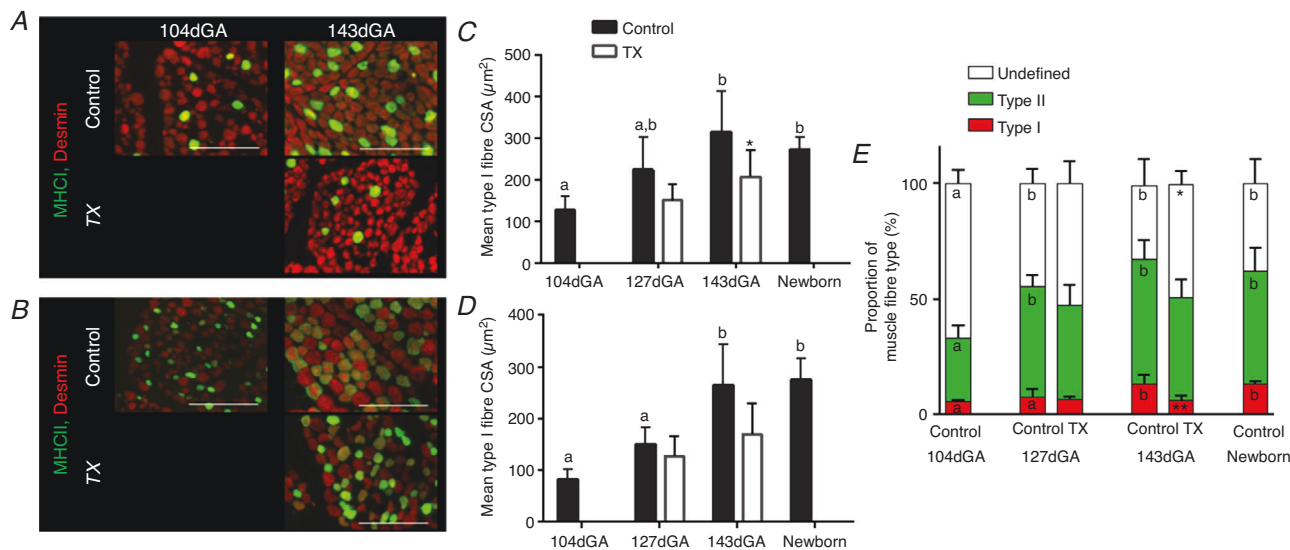 A
104dGA 143dGA
Control
TX
MHCI, Desmin
B
Control
TX
MHCII, Desmin
C
Control
TX
Mean type I fibre CSA (µm²)
500
400
300
200
100
0
a
a,b
b
*
b
104dGA 127dGA 143dGA Newborn
D
Mean type I fibre CSA (µm²)
400
300
200
100
0
a
a
b
b
104dGA 127dGA 143dGA Newborn
E
Undefined
Type II
Type I
Proportion of
muscle fibre type (%)
100
50
0
a b b * b
a b b b
a a b ** b
Control Control TX Control TX Control
104dGA 127dGA 143dGA Newborn